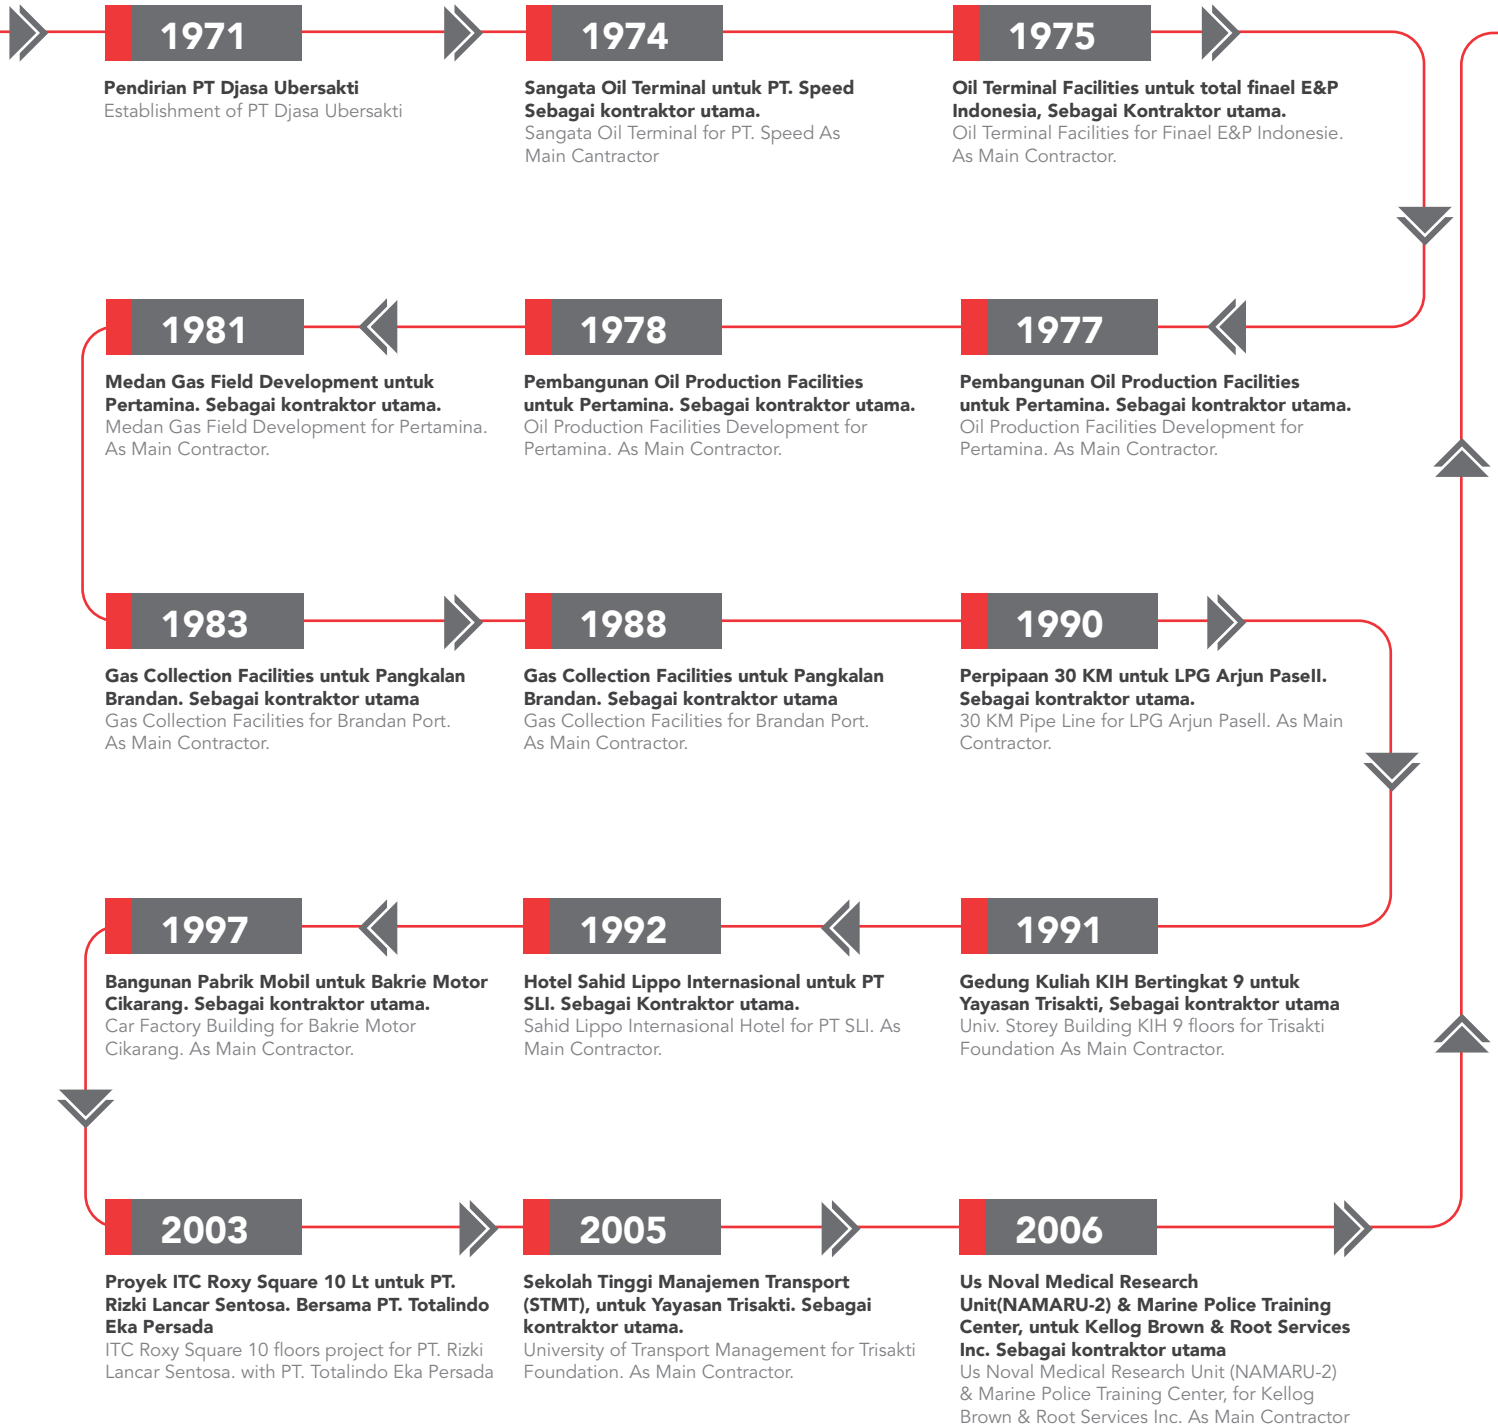 1971
Pendirian PT Djasa Ubersakti
Establishment of PT Djasa Ubersakti
1974
Sangata Oil Terminal untuk PT. Speed
Sebagai kontraktor utama.
Sangata Oil Terminal for PT. Speed As
Main Cantractor
1975
Oil Terminal Facilities untuk total finael E&P
Indonesia, Sebagai Kontraktor utama.
Oil Terminal Facilities for Finael E&P Indonesie.
As Main Contractor.
1981
Medan Gas Field Development untuk
Pertamina. Sebagai kontraktor utama.
Medan Gas Field Development for Pertamina.
As Main Contractor.
1978
Pembangunan Oil Production Facilities
untuk Pertamina. Sebagai kontraktor utama.
Oil Production Facilities Development for
Pertamina. As Main Contractor.
1977
Pembangunan Oil Production Facilities
untuk Pertamina. Sebagai kontraktor utama.
Oil Production Facilities Development for
Pertamina. As Main Contractor.
1983
Gas Collection Facilities untuk Pangkalan
Brandan. Sebagai kontraktor utama
Gas Collection Facilities for Brandan Port.
As Main Contractor.
1988
Gas Collection Facilities untuk Pangkalan
Brandan. Sebagai kontraktor utama
Gas Collection Facilities for Brandan Port.
As Main Contractor.
1990
Perpipaan 30 KM untuk LPG Arjun PaseII.
Sebagai kontraktor utama.
30 KM Pipe Line for LPG Arjun PaseII. As Main
Contractor.
1997
Bangunan Pabrik Mobil untuk Bakrie Motor
Cikarang. Sebagai kontraktor utama.
Car Factory Building for Bakrie Motor
Cikarang. As Main Contractor.
1992
Hotel Sahid Lippo Internasional untuk PT
SLI. Sebagai Kontraktor utama.
Sahid Lippo Internasional Hotel for PT SLI. As
Main Contractor.
1991
Gedung Kuliah KIH Bertingkat 9 untuk
Yayasan Trisakti, Sebagai kontraktor utama
Univ. Storey Building KIH 9 floors for Trisakti
Foundation As Main Contractor.
2003
Proyek ITC Roxy Square 10 Lt untuk PT.
Rizki Lancar Sentosa. Bersama PT. Totalindo
Eka Persada
ITC Roxy Square 10 floors project for PT. Rizki
Lancar Sentosa. with PT. Totalindo Eka Persada
2005
Sekolah Tinggi Manajemen Transport
(STMT), untuk Yayasan Trisakti. Sebagai
kontraktor utama.
University of Transport Management for Trisakti
Foundation. As Main Contractor.
2006
Us Noval Medical Research
Unit(NAMARU-2) & Marine Police Training
Center, untuk Kellog Brown & Root Services
Inc. Sebagai kontraktor utama
Us Noval Medical Research Unit (NAMARU-2)
& Marine Police Training Center, for Kellog
Brown & Root Services Inc. As Main Contractor